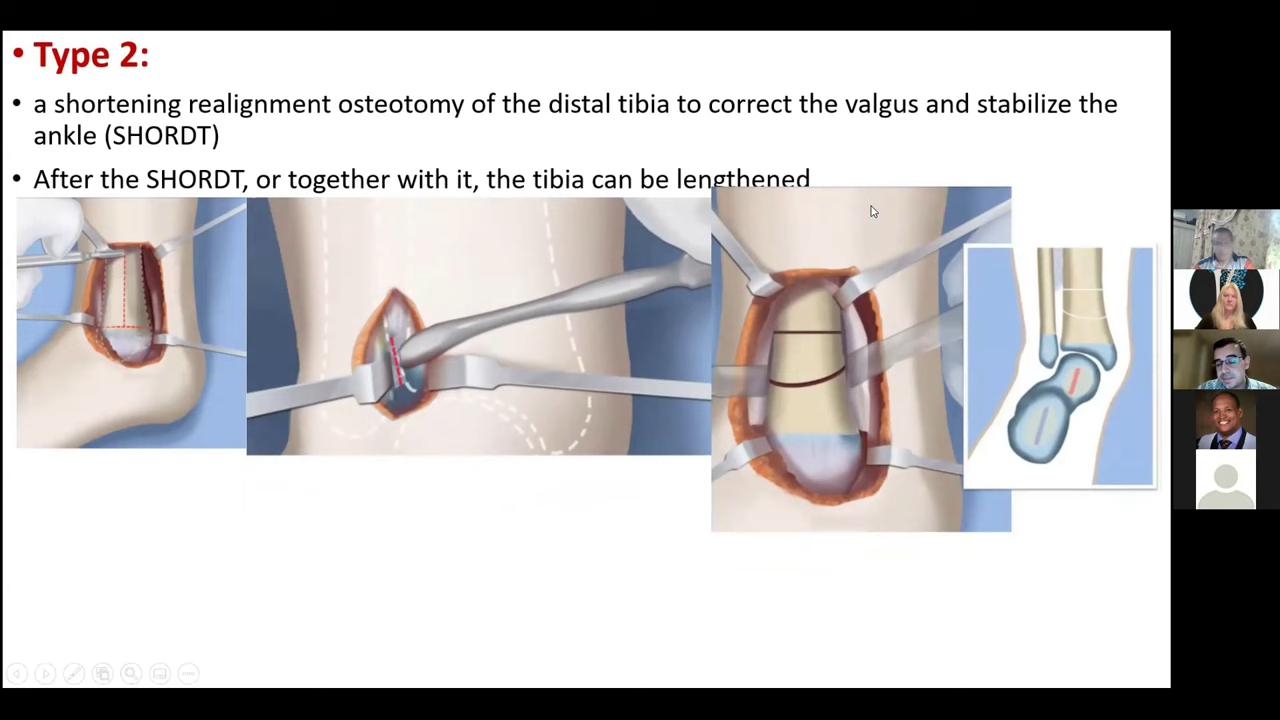 • Type 2:
• a shortening realignment osteotomy of the distal tibia to correct the valgus and stabilize the
ankle (SHORDT)
• After the SHORDT, or together with it, the tibia can be lengthened